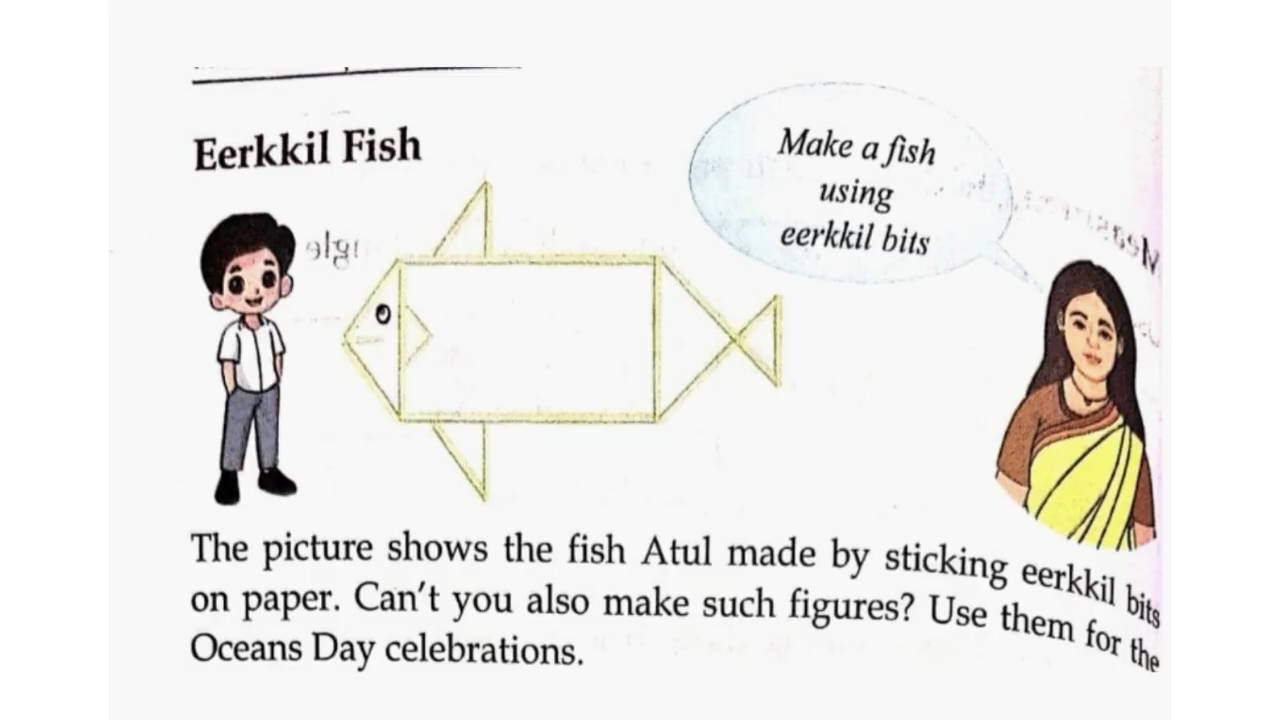 Eerkkil Fish
Make a fish
using
eerkkil bits
The picture shows the fish Atul made by sticking eerkkil bits
on paper. Can't you also make such figures? Use them for the
Oceans Day celebrations.